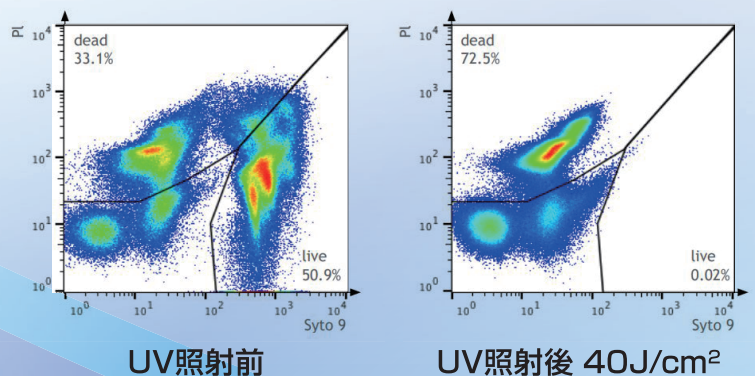 PI
10⁴
dead
33.1%
10³
10²
10¹
10⁰
live
50.9%
10⁰ 10¹ 10² 10³ 10⁴
Syto 9
UV照射前
PI
10⁴
dead
72.5%
10³
10²
10¹
10⁰
live
0.02%
10⁰ 10¹ 10² 10³ 10⁴
Syto 9
UV照射後 40J/cm²